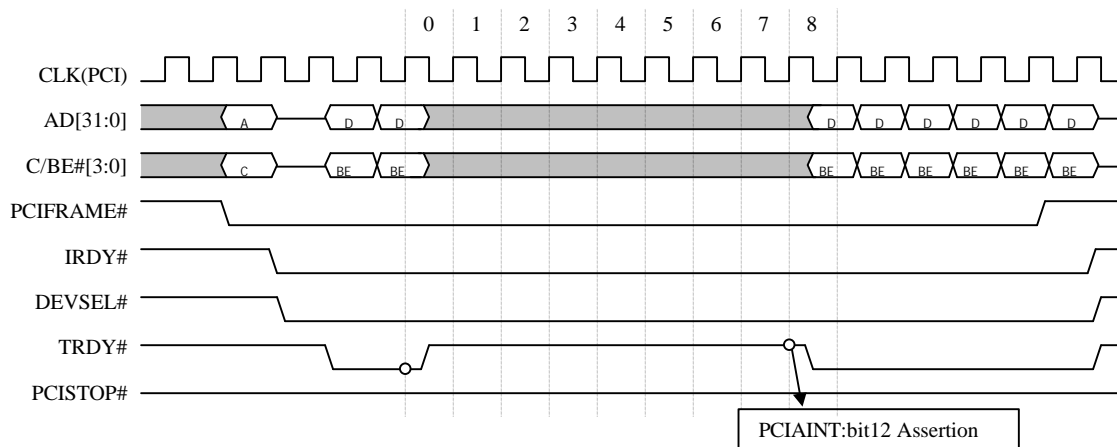 0 1 2 3 4 5 6 7 8
CLK(PCI)
AD[31:0] A D D D D D D D D
C/BE#[3:0] C BE BE BE BE BE BE BE BE
PCIFRAME#
IRDY#
DEVSEL#
TRDY#
PCISTOP#
PCIAINT:bit12 Assertion